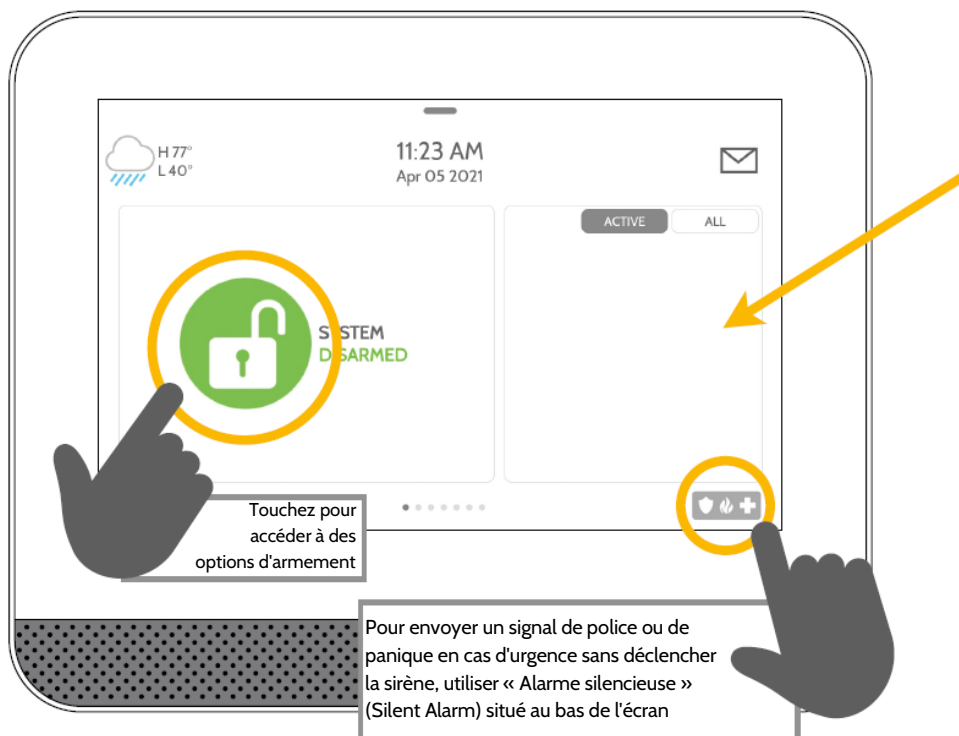 H 77°
L 40°
11:23 AM
Apr 05 2021
ACTIVE
ALL
SYSTEM
DISARMED
Touchez pour
accéder à des
options d'armement
Pour envoyer un signal de police ou de
panique en cas d'urgence sans déclencher
la sirène, utiliser « Alarme silencieuse »
(Silent Alarm) situé au bas de l'écran